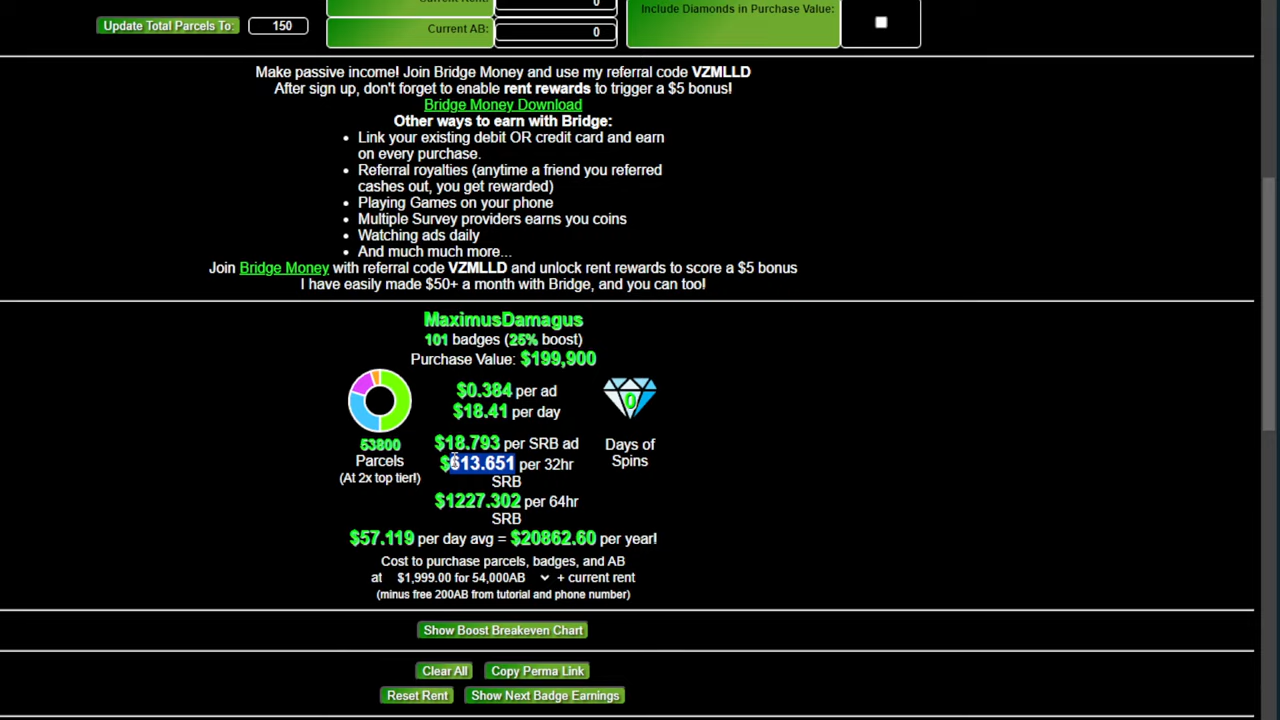 Current Rent:
0
Include Diamonds in Purchase Value:
Update Total Parcels To:
150
Current AB:
0
Make passive income! Join Bridge Money and use my referral code VZMLLD
After sign up, don't forget to enable rent rewards to trigger a $5 bonus!
Bridge Money Download
Other ways to earn with Bridge:
• Link your existing debit OR credit card and earn
on every purchase.
• Referral royalties (anytime a friend you referred
cashes out, you get rewarded)
• Playing Games on your phone
• Multiple Survey providers earns you coins
• Watching ads daily
• And much much more...
Join Bridge Money with referral code VZMLLD and unlock rent rewards to score a $5 bonus
I have easily made $50+ a month with Bridge, and you can too!
MaximusDamagus
101 badges (25% boost)
Purchase Value: $199,900
$0.384 per ad
$18.41 per day
0
53800
Parcels
(At 2x top tier!)
$18.793 per SRB ad
$613.651 per 32hr
SRB
$1227.302 per 64hr
SRB
Days of
Spins
$57.119 per day avg = $20862.60 per year!
Cost to purchase parcels, badges, and AB
at $1,999.00 for 54,000AB + current rent
(minus free 200AB from tutorial and phone number)
Show Boost Breakeven Chart
Clear All
Copy Perma Link
Reset Rent
Show Next Badge Earnings